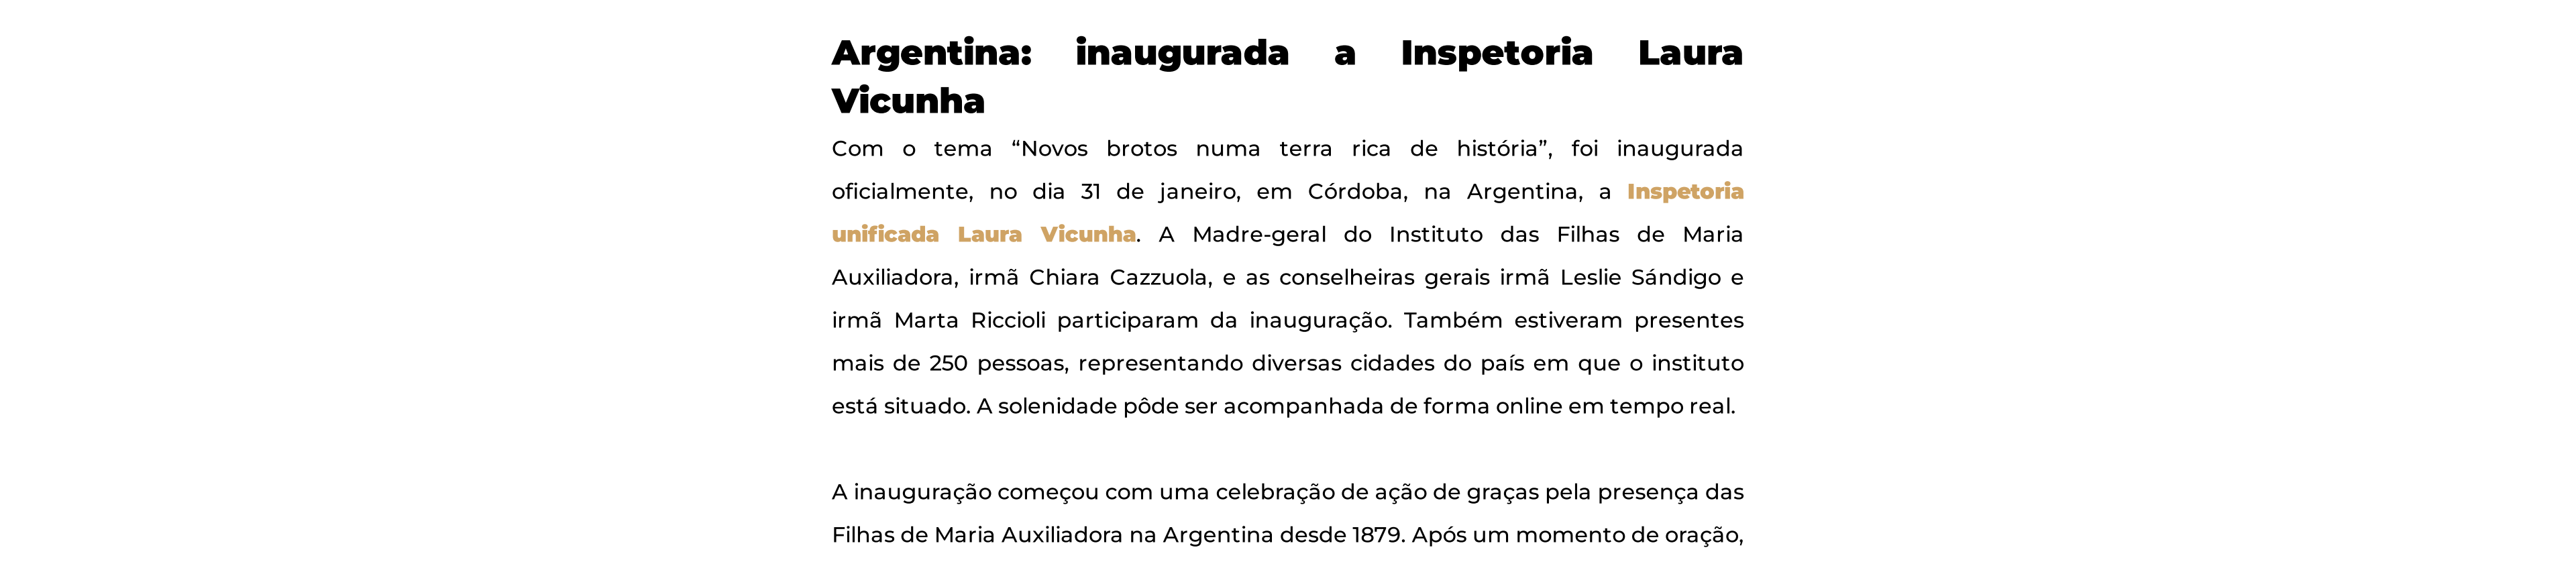 Argentina: inaugurada a Inspetoria Laura
Vicunha
Com o tema “Novos brotos numa terra rica de história”, foi inaugurada
oficialmente, no dia 31 de janeiro, em Córdoba, na Argentina, a Inspetoria
unificada Laura Vicunha. A Madre-geral do Instituto das Filhas de Maria
Auxiliadora, irmã Chiara Cazzuola, e as conselheiras gerais irmã Leslie Sándigo e
irmã Marta Riccioli participaram da inauguração. Também estiveram presentes
mais de 250 pessoas, representando diversas cidades do país em que o instituto
está situado. A solenidade pôde ser acompanhada de forma online em tempo real.
A inauguração começou com uma celebração de ação de graças pela presença das
Filhas de Maria Auxiliadora na Argentina desde 1879. Após um momento de oração,